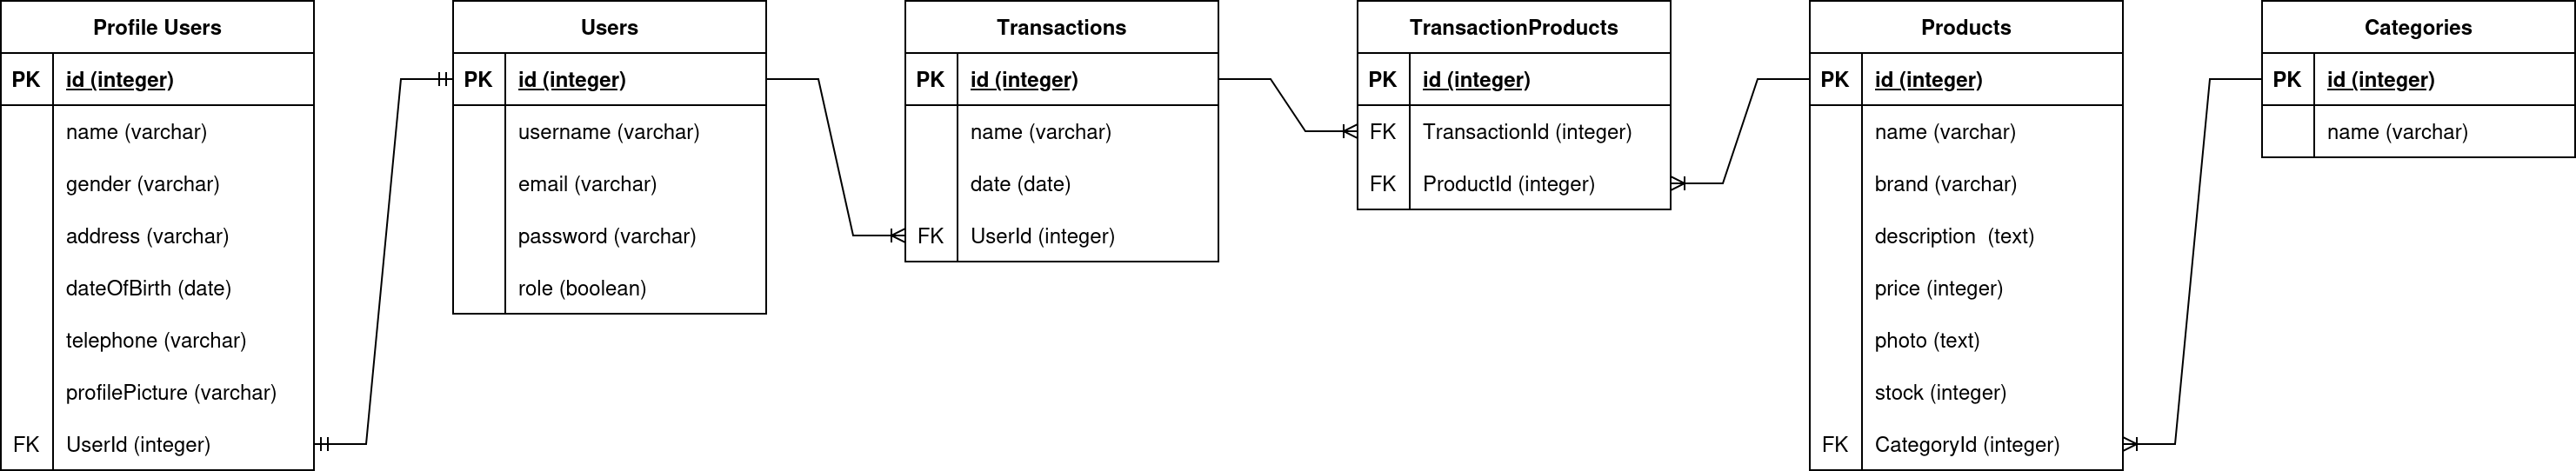 Profile Users
PK id (integer)
name (varchar)
gender (varchar)
address (varchar)
dateOfBirth (date)
telephone (varchar)
profilePicture (varchar)
FK UserId (integer)
Users
PK id (integer)
username (varchar)
email (varchar)
password (varchar)
role (boolean)
Transactions
PK id (integer)
name (varchar)
date (date)
FK UserId (integer)
TransactionProducts
PK id (integer)
FK TransactionId (integer)
FK ProductId (integer)
Products
PK id (integer)
name (varchar)
brand (varchar)
description  (text)
price (integer)
photo (text)
stock (integer)
FK CategoryId (integer)
Categories
PK id (integer)
name (varchar)